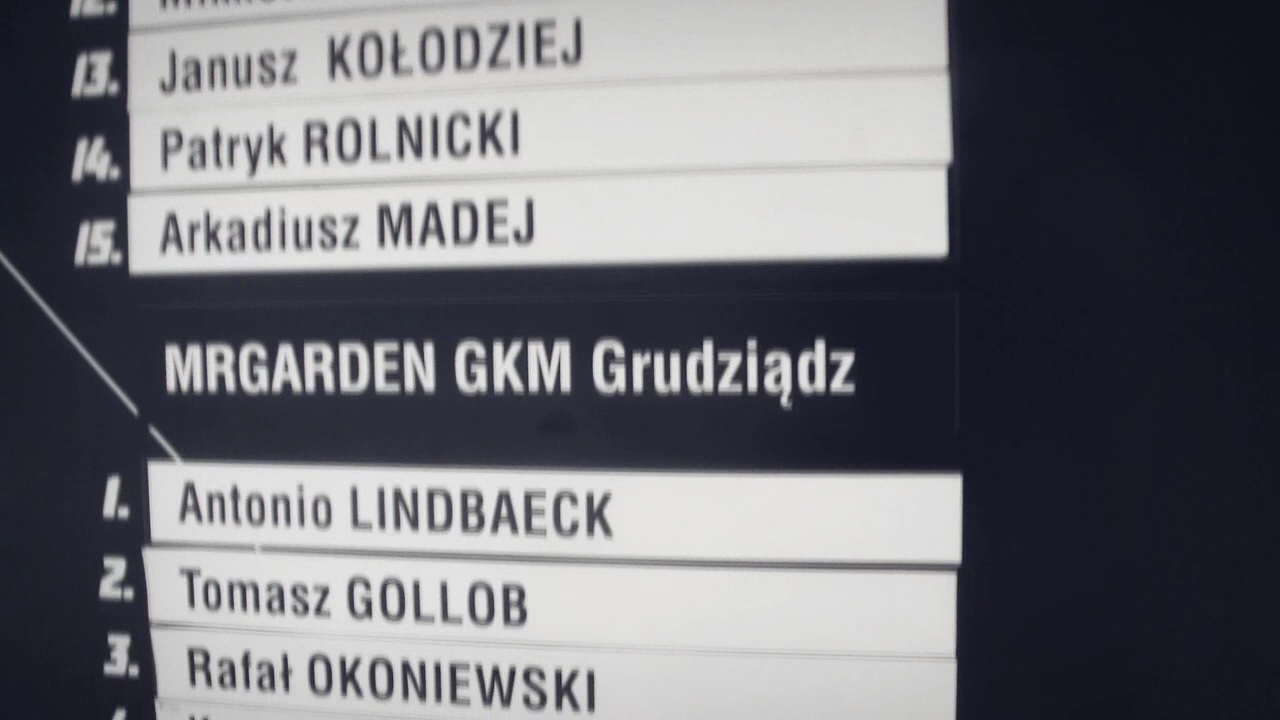 12.
13. Janusz KOŁODZIEJ
14. Patryk ROLNICKI
15. Arkadiusz MADEJ
MRGARDEN GKM Grudziądz
1. Antonio LINDBAECK
2. Tomasz GOLLOB
3. Rafał OKONIEWSKI